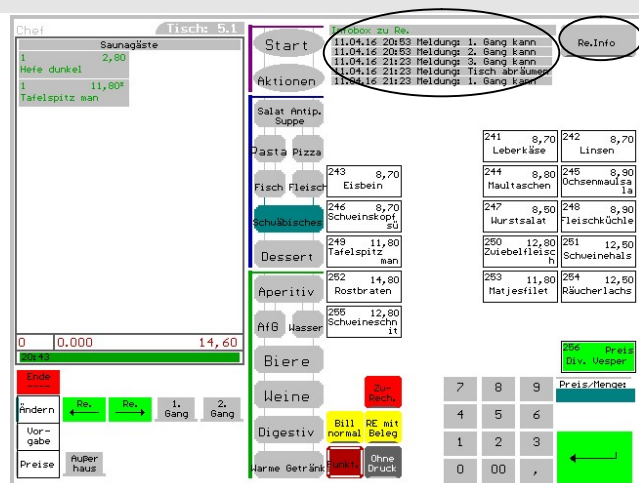 Chef Tisch: 5.1
Saunagäste
1 2,80
Hefe dunkel
1 11,80*
Tafelspitz man
0 0.000 14,60
20:43
Ende
----
Ändern
Re.
Re.
1. Gang
2. Gang
Vor-
gabe
Preise
Außer
haus
Start
Aktionen
Salat Antip.
Suppe
Pasta Pizza
Fisch Fleisch
Schwäbisches
Dessert
Aperitiv
AfG Wasser
Biere
Weine
Digestiv
Warme Getränk
Infobox zu Re.
11.04.16 20:53 Meldung: 1. Gang kann
11.04.16 20:53 Meldung: 2. Gang kann
11.04.16 21:23 Meldung: 3. Gang kann
11.04.16 21:23 Meldung: Tisch abräumen
11.04.16 21:23 Meldung: 1. Gang kann
Re.Info
241 8,70
Leberkäse
242 8,70
Linsen
243 8,70
Eisbein
244 8,80
Maultaschen
245 8,90
Ochsenmaulsa
la
246 8,70
Schweinskopf
sü
247 8,50
Wurstsalat
248 8,90
Fleischküchle
249 11,80
Tafelspitz
man
250 12,80
Zwiebelfleisc
h
251 12,50
Schweinehals
252 14,80
Rostbraten
253 11,80
Matjesfilet
254 12,50
Räucherlachs
255 12,80
Schweineschn
it
256 Preis
Div. Vesper
Zu-
Rech.
Bill
normal
RE mit
Beleg
Funkt.
Ohne
Druck
7 8 9
4 5 6
1 2 3
0 00 ,
Preis/Menge: